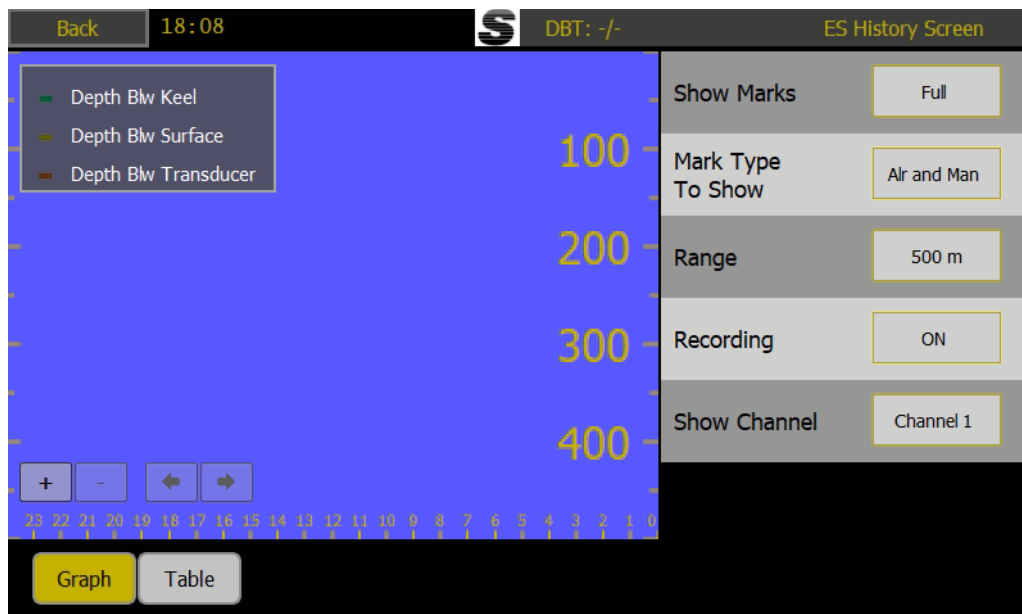 Back 18:08 S DBT: -/- ES History Screen
Depth Blw Keel
Depth Blw Surface
Depth Blw Transducer
100
200
300
400
+ -
23 22 21 20 19 18 17 16 15 14 13 12 11 10 9 8 7 6 5 4 3 2 1 0
Show Marks Full
Mark Type
To Show Alr and Man
Range 500 m
Recording ON
Show Channel Channel 1
Graph Table